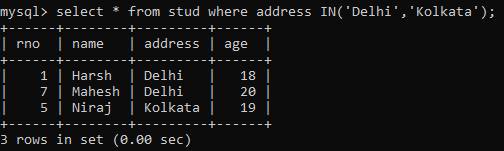 mysql> select * from stud where address IN('Delhi','Kolkata');
+------+--------+---------+------+
| rno  | name   | address | age  |
+------+--------+---------+------+
|    1 | Harsh  | Delhi   |   18 |
|    7 | Mahesh | Delhi   |   20 |
|    5 | Niraj  | Kolkata |   19 |
+------+--------+---------+------+
3 rows in set (0.00 sec)